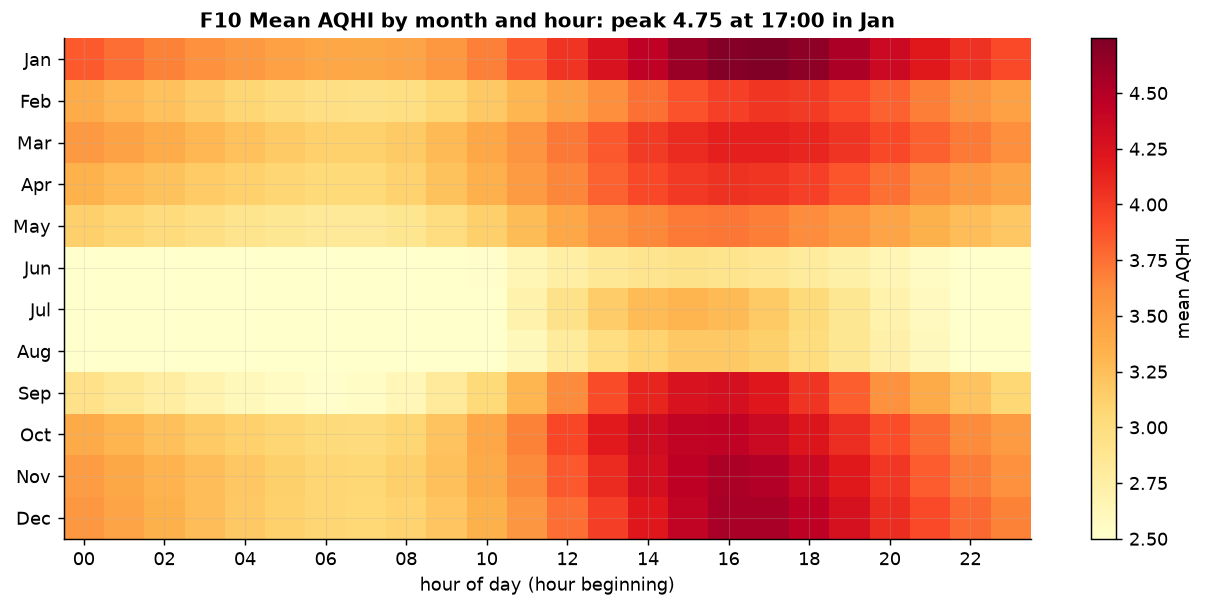 F10 Mean AQHI by month and hour: peak 4.75 at 17:00 in Jan
Jan
Feb
Mar
Apr
May
Jun
Jul
Aug
Sep
Oct
Nov
Dec
00 02 04 06 08 10 12 14 16 18 20 22
hour of day (hour beginning)
4.50
4.25
4.00
3.75
3.50
3.25
3.00
2.75
2.50
mean AQHI